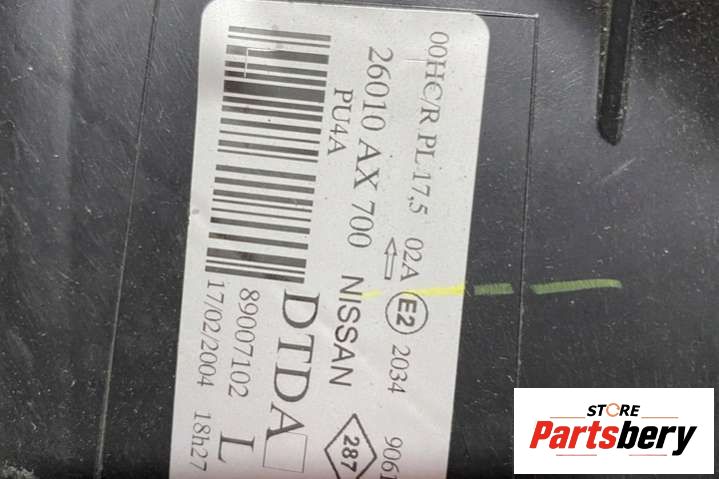 00HC/R PL 17,5 02A E2 2034
26010 AX 700 NISSAN 287
PU4A
DTDA
89007102 L
17/02/2004 18h27
STORE
Partsbery